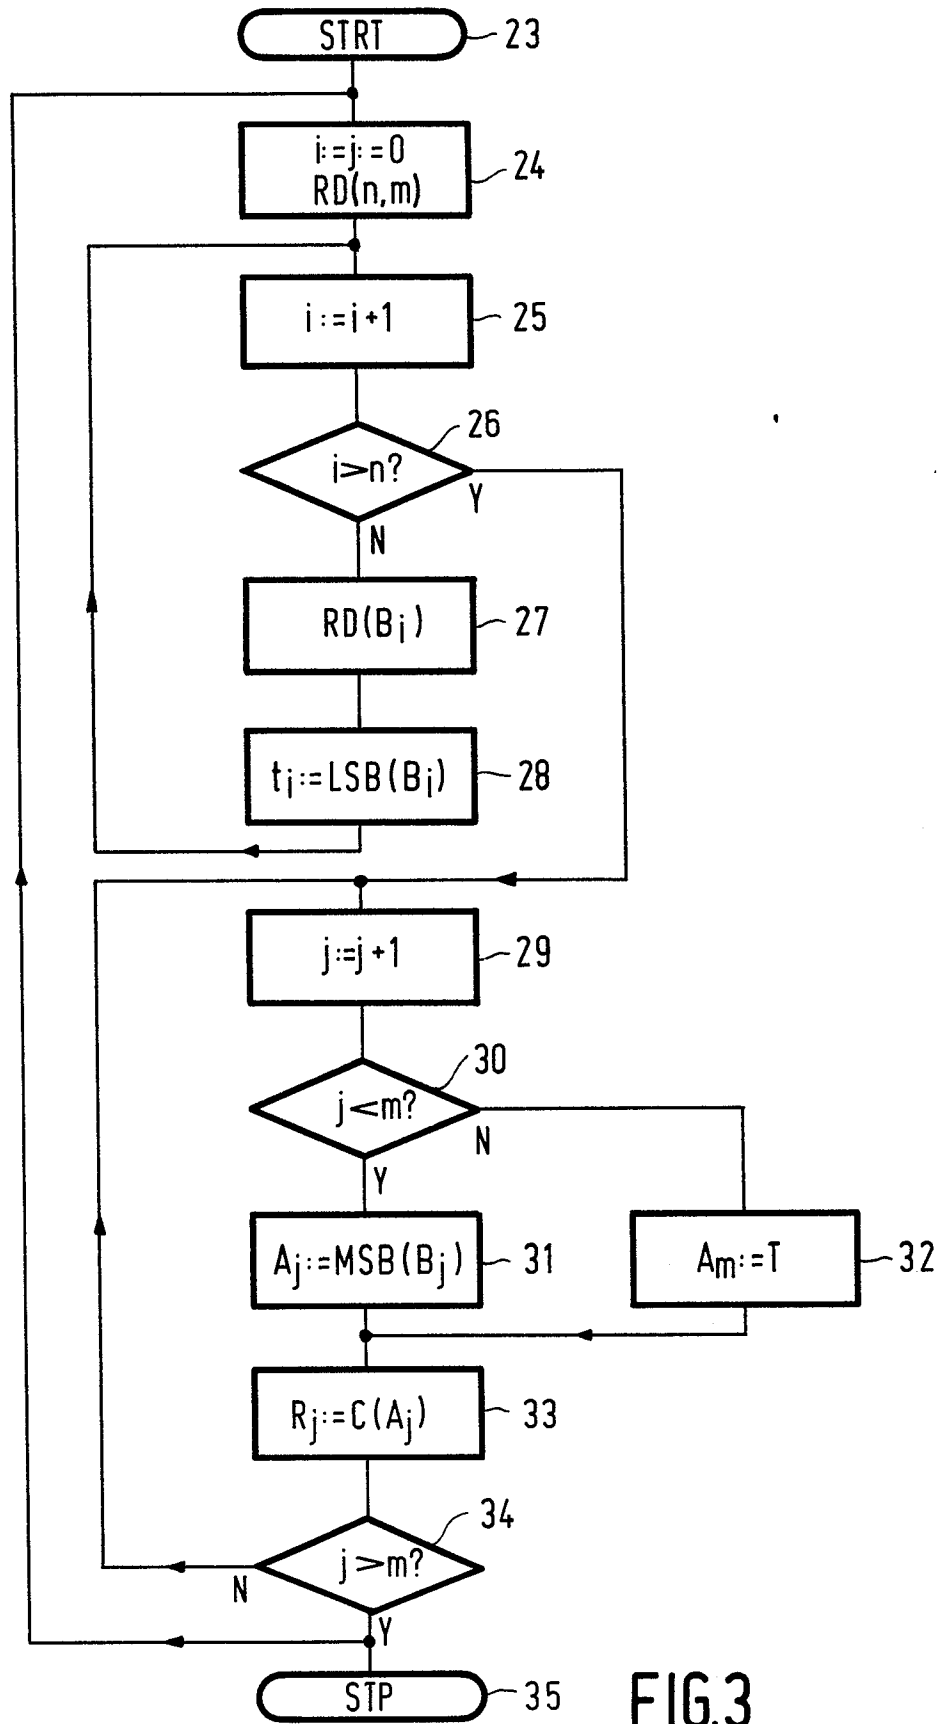 STRT 23
i:=j:=0
RD(n,m)
24
i:=i+1 25
26
i>n?
Y
N
RD(Bi) 27
ti:=LSB(Bi) 28
j:=j+1 29
30
j<m?
N
Y
Aj:=MSB(Bj) 31
Am:=T 32
Rj:=C(Aj) 33
34
j>m?
N
Y
STP 35
FIG.3